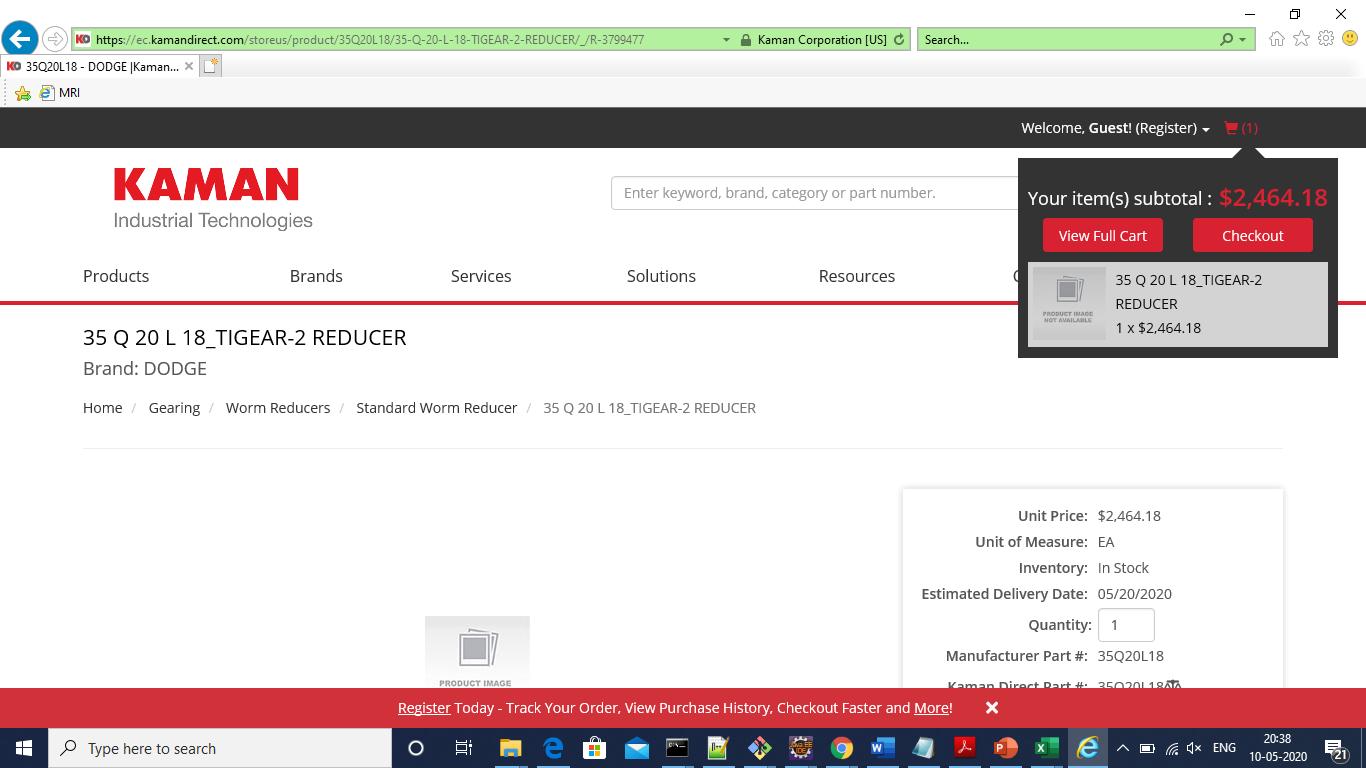 https://ec.kamandirect.com/storeus/product/35Q20L18/35-Q-20-L-18-TIGEAR-2-REDUCER/_/R-3799477
Kaman Corporation [US]
Search...
35Q20L18 - DODGE |Kaman...
MRI
Welcome, Guest! (Register)
(1)
KAMAN
Industrial Technologies
Enter keyword, brand, category or part number.
Your item(s) subtotal : $2,464.18
View Full Cart
Checkout
PRODUCT IMAGE
NOT AVAILABLE
35 Q 20 L 18_TIGEAR-2
REDUCER
1 x $2,464.18
Products Brands Services Solutions Resources
35 Q 20 L 18_TIGEAR-2 REDUCER
Brand: DODGE
Home / Gearing / Worm Reducers / Standard Worm Reducer / 35 Q 20 L 18_TIGEAR-2 REDUCER
Unit Price: $2,464.18
Unit of Measure: EA
Inventory: In Stock
Estimated Delivery Date: 05/20/2020
Quantity: 1
Manufacturer Part #: 35Q20L18
Kaman Direct Part #: 35Q20L18
PRODUCT IMAGE
Register Today - Track Your Order, View Purchase History, Checkout Faster and More!
Type here to search
ENG
20:38
10-05-2020
21